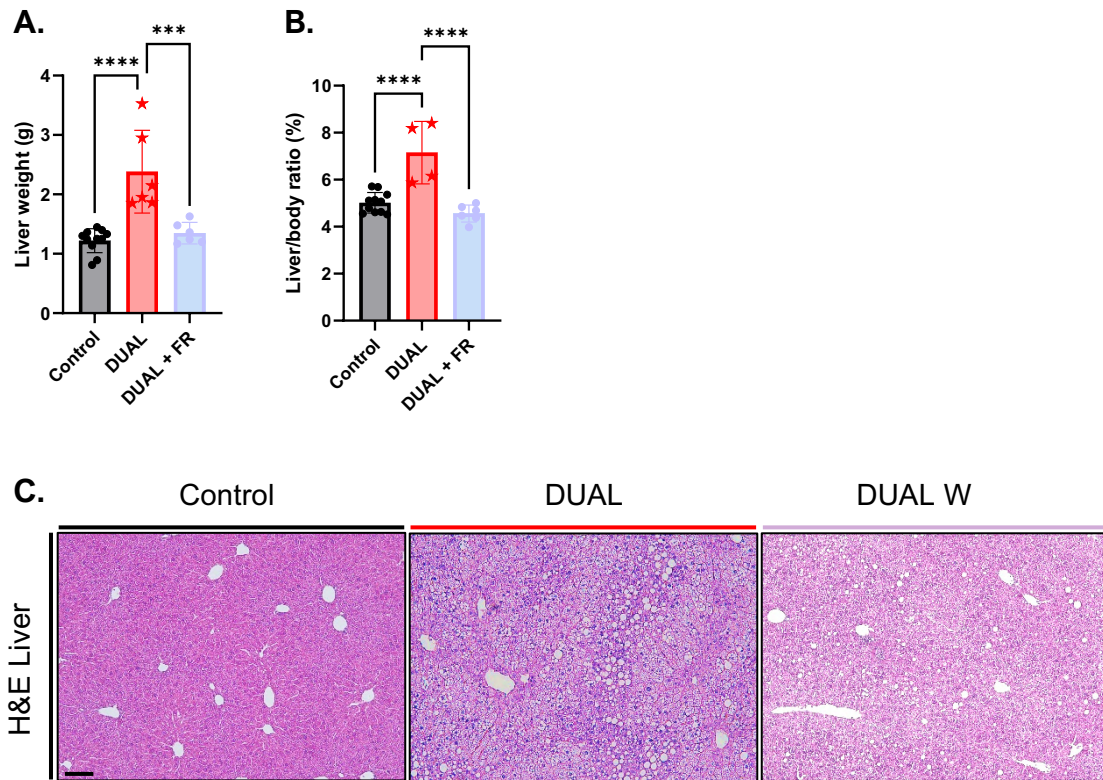 A.
****
***
Liver weight (g)
4
3
2
1
0
Control
DUAL
DUAL + FR
B.
****
****
Liver/body ratio (%)
10
8
6
4
2
0
Control
DUAL
DUAL + FR
C.
Control
DUAL
DUAL W
H&E Liver